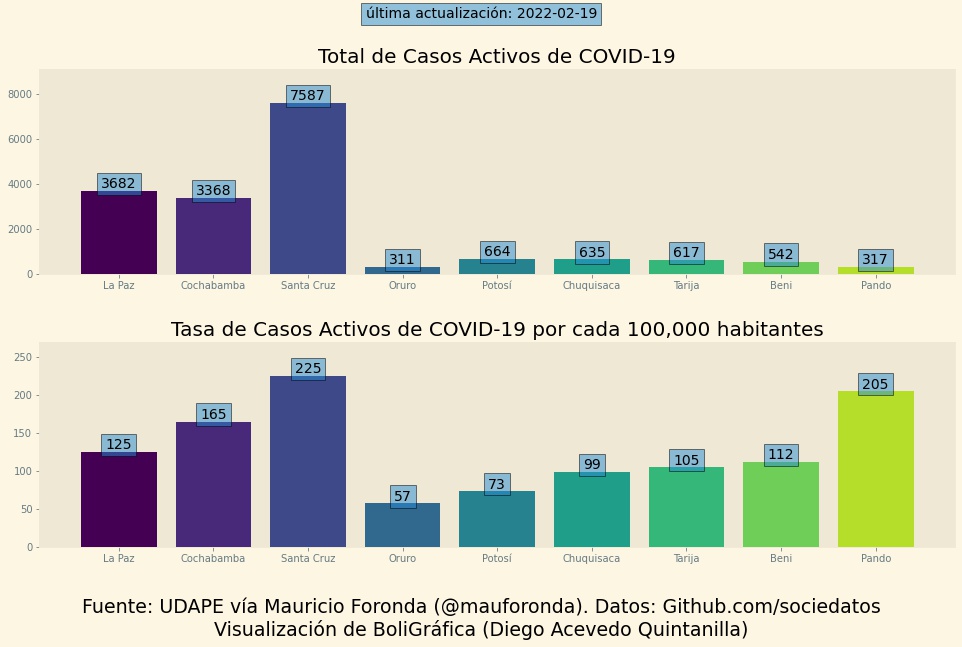 última actualización: 2022-02-19
Total de Casos Activos de COVID-19
8000
6000
4000
2000
0
3682
3368
7587
311
664
635
617
542
317
La Paz
Cochabamba
Santa Cruz
Oruro
Potosí
Chuquisaca
Tarija
Beni
Pando
Tasa de Casos Activos de COVID-19 por cada 100,000 habitantes
250
200
150
100
50
0
125
165
225
57
73
99
105
112
205
La Paz
Cochabamba
Santa Cruz
Oruro
Potosí
Chuquisaca
Tarija
Beni
Pando
Fuente: UDAPE vía Mauricio Foronda (@mauforonda). Datos: Github.com/sociedatos
Visualización de BoliGráfica (Diego Acevedo Quintanilla)